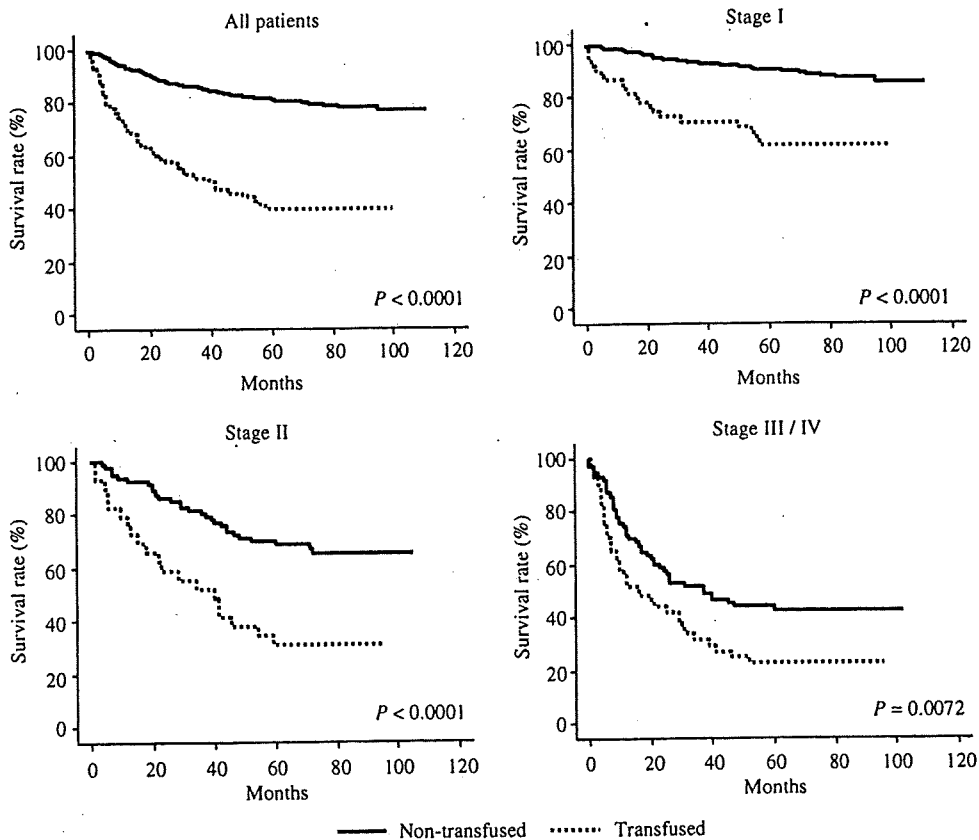 All patients
Survival rate (%)
100
80
60
40
20
0
P < 0.0001
0 20 40 60 80 100 120
Months
Stage I
Survival rate (%)
100
80
60
40
20
0
P < 0.0001
0 20 40 60 80 100 120
Months
Stage II
Survival rate (%)
100
80
60
40
20
0
P < 0.0001
0 20 40 60 80 100 120
Months
Stage III / IV
Survival rate (%)
100
80
60
40
20
0
P = 0.0072
0 20 40 60 80 100 120
Months
Non-transfused Transfused